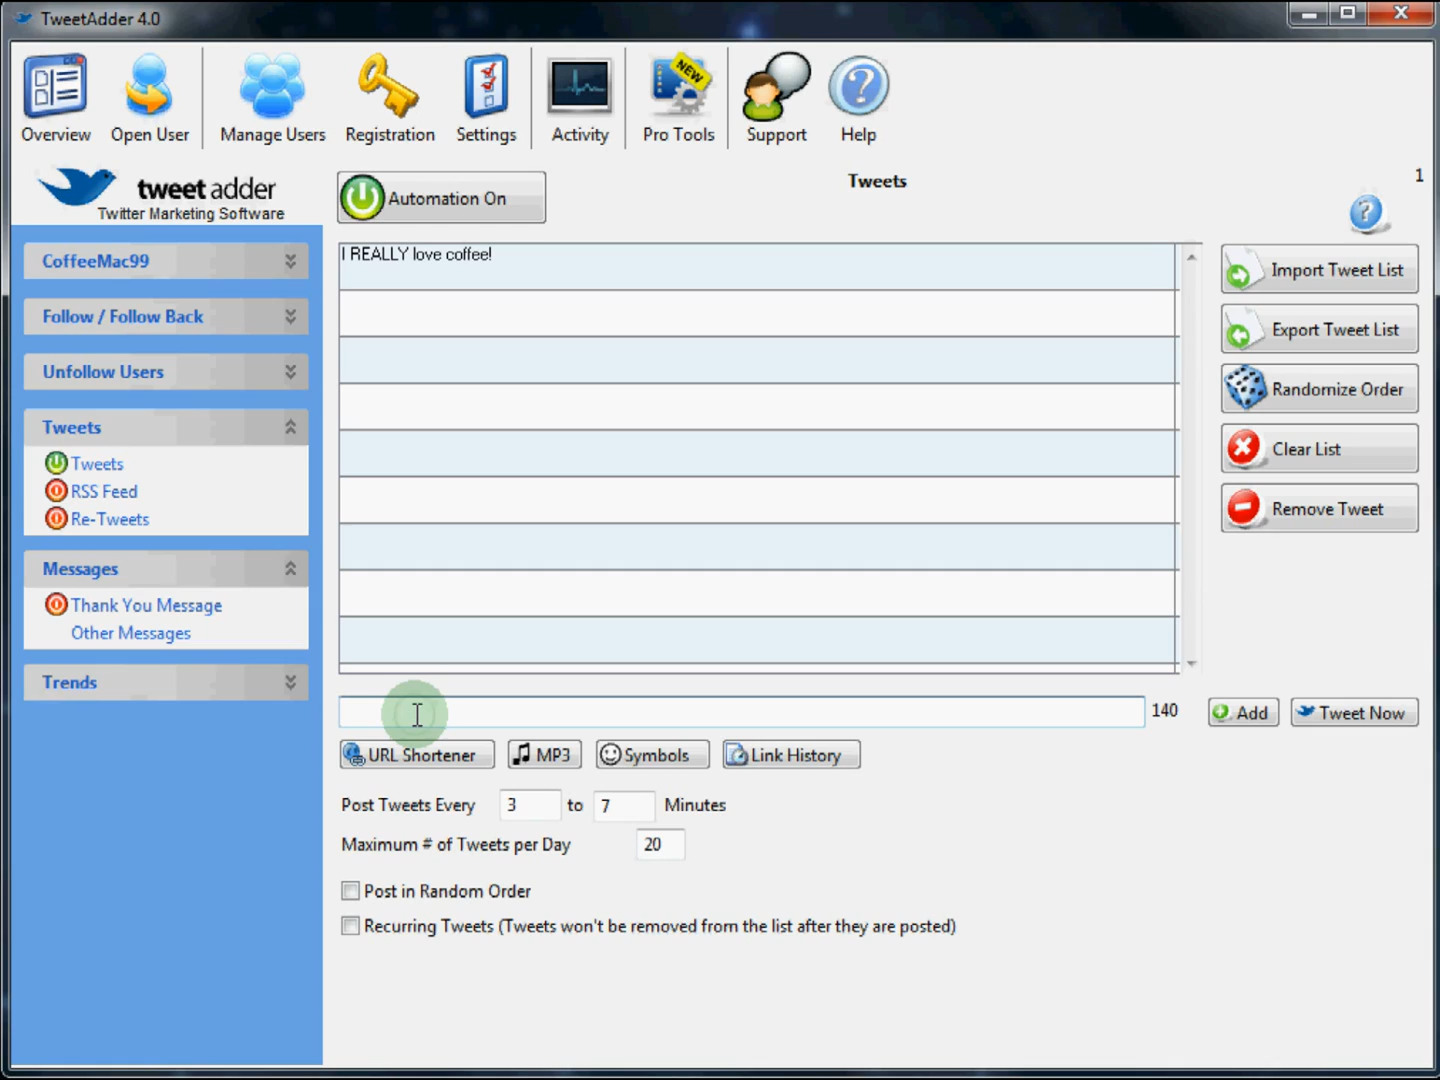 TweetAdder 4.0
Overview
Open User
Manage Users
Registration
Settings
Activity
NEW
Pro Tools
Support
Help
tweet adder
Twitter Marketing Software
Automation On
Tweets
1
CoffeeMac99
Follow / Follow Back
Unfollow Users
Tweets
Tweets
RSS Feed
Re-Tweets
Messages
Thank You Message
Other Messages
Trends
I REALLY love coffee!
Import Tweet List
Export Tweet List
Randomize Order
Clear List
Remove Tweet
140
Add
Tweet Now
URL Shortener
MP3
Symbols
Link History
Post Tweets Every 3 to 7 Minutes
Maximum # of Tweets per Day 20
Post in Random Order
Recurring Tweets (Tweets won't be removed from the list after they are posted)